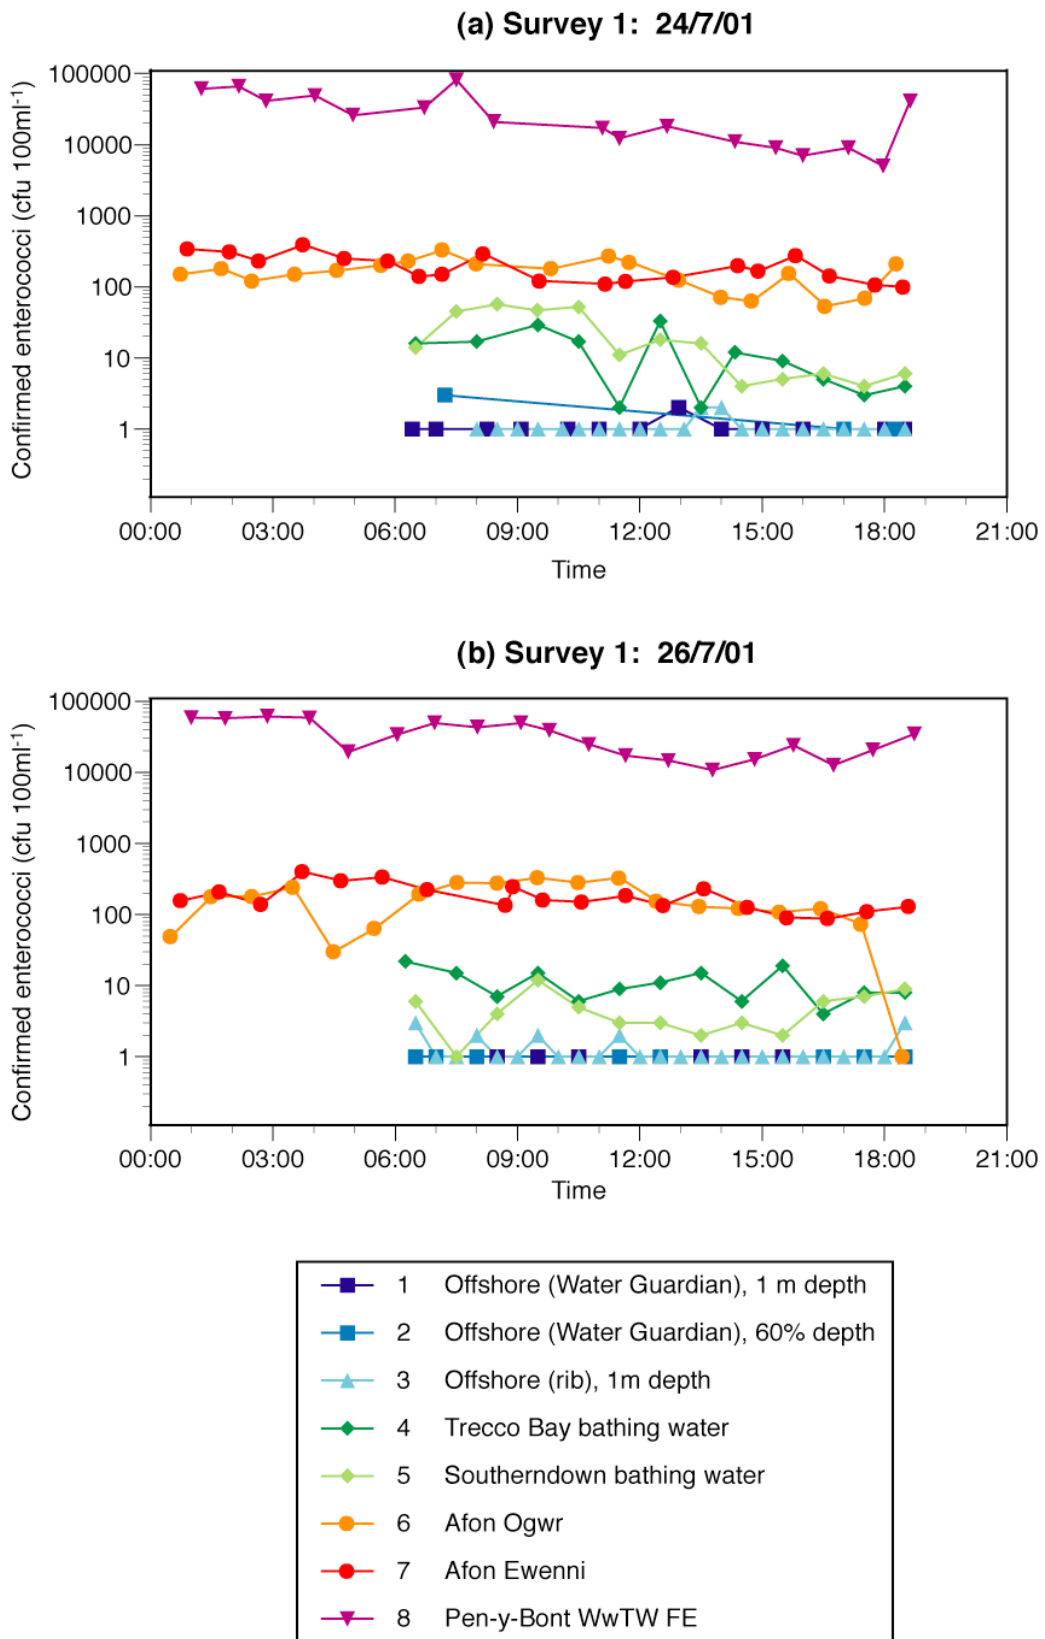 (a) Survey 1: 24/7/01
Confirmed enterococci (cfu 100ml-1)
100000
10000
1000
100
10
1
00:00 03:00 06:00 09:00 12:00 15:00 18:00 21:00
Time
(b) Survey 1: 26/7/01
Confirmed enterococci (cfu 100ml-1)
100000
10000
1000
100
10
1
00:00 03:00 06:00 09:00 12:00 15:00 18:00 21:00
Time
1 Offshore (Water Guardian), 1 m depth
2 Offshore (Water Guardian), 60% depth
3 Offshore (rib), 1m depth
4 Trecco Bay bathing water
5 Southerndown bathing water
6 Afon Ogwr
7 Afon Ewenni
8 Pen-y-Bont WwTW FE